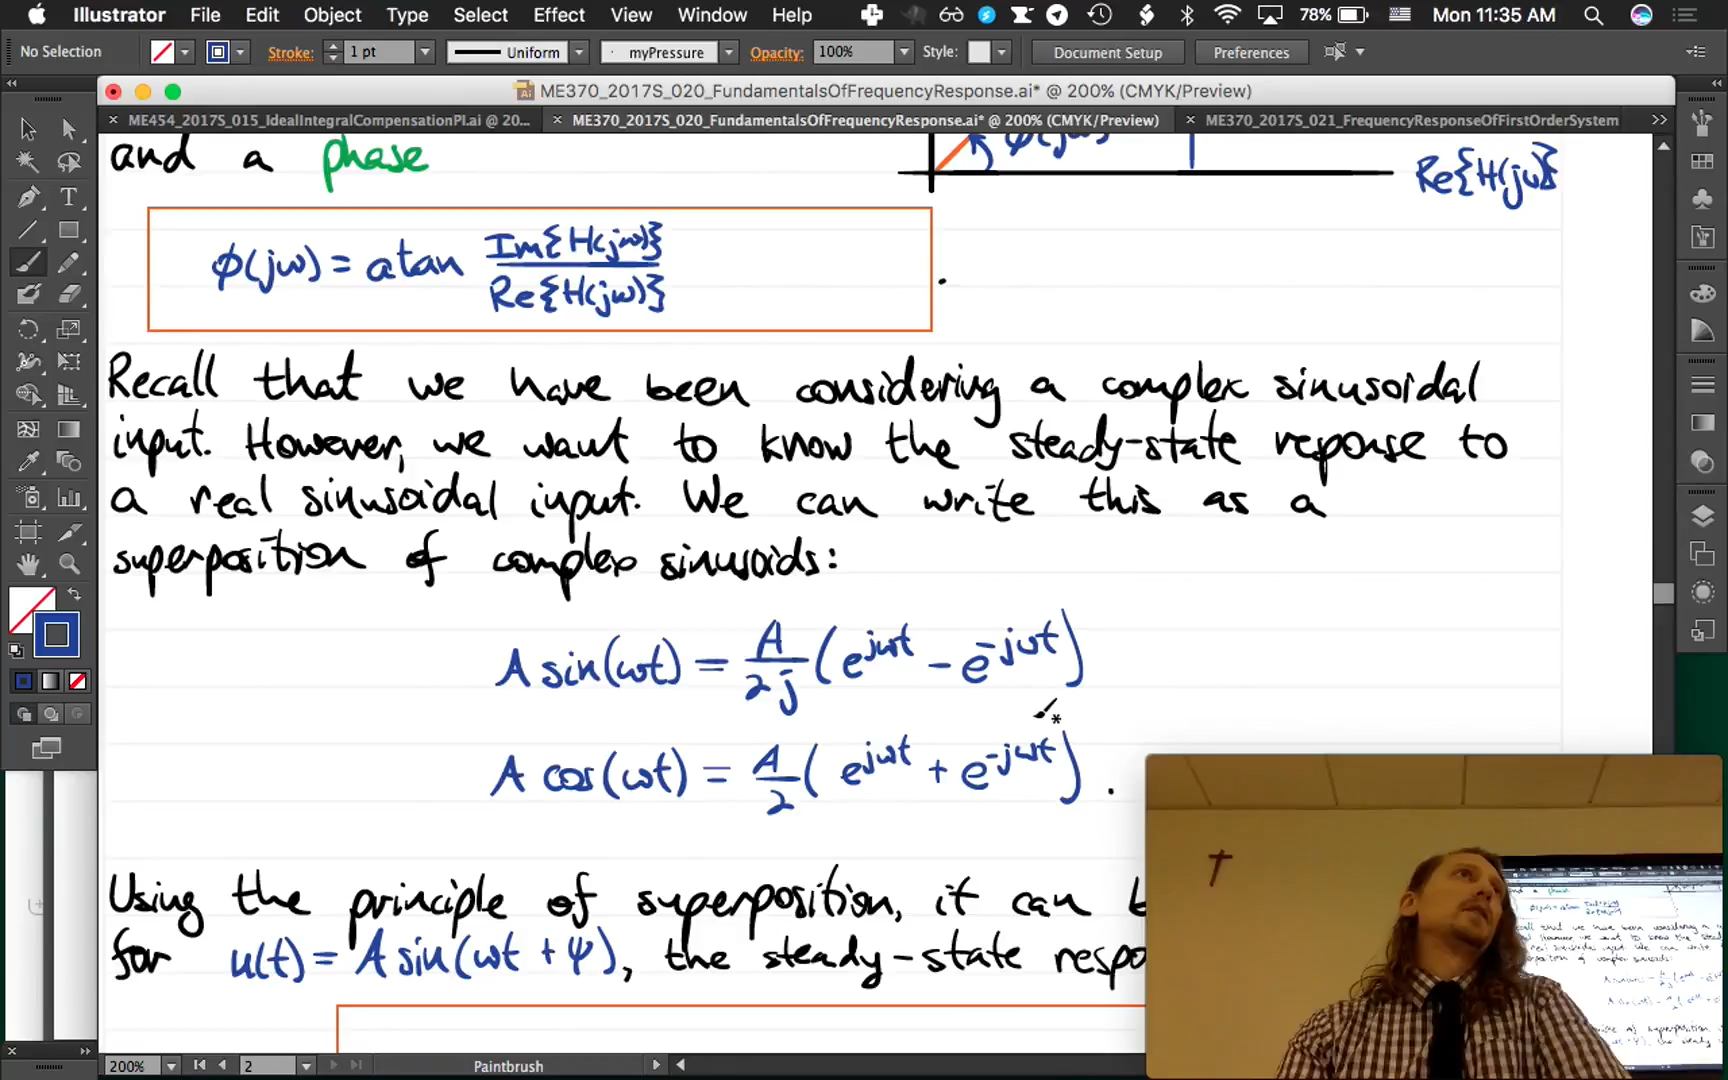 Illustrator File Edit Object Type Select Effect View Window Help 78% Mon 11:35 AM
No Selection Stroke: 1 pt Uniform myPressure Opacity: 100% Style: Document Setup Preferences
ME370_2017S_020_FundamentalsOfFrequencyResponse.ai* @ 200% (CMYK/Preview)
ME454_2017S_015_IdealIntegralCompensationPI.ai @ 20... ME370_2017S_020_FundamentalsOfFrequencyResponse.ai* @ 200% (CMYK/Preview) ME370_2017S_021_FrequencyResponseOfFirstOrderSystem
and a phase
φ(jω)
Re{H(jω)}
φ(jω) = atan Im{H(jω)} / Re{H(jω)} .
Recall that we have been considering a complex sinusoidal
input. However, we want to know the steady-state response to
a real sinusoidal input. We can write this as a
superposition of complex sinusoids:
A sin(ωt) = A/2j (e^jωt − e^-jωt)
A cos(ωt) = A/2 (e^jωt + e^-jωt) .
Using the principle of superposition, it can b
for u(t) = A sin(ωt + ψ), the steady-state respo
200% 2 Paintbrush